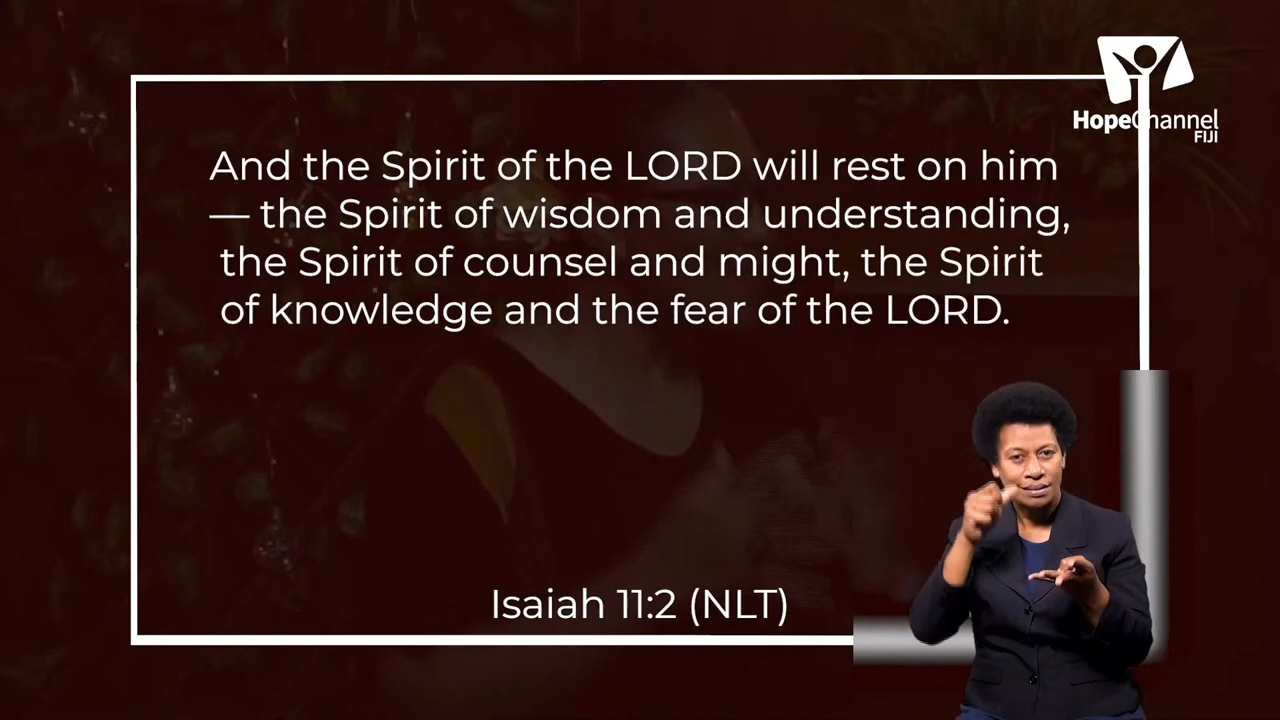 HopeChannel
FIJI
And the Spirit of the LORD will rest on him
— the Spirit of wisdom and understanding,
the Spirit of counsel and might, the Spirit
of knowledge and the fear of the LORD.
Isaiah 11:2 (NLT)